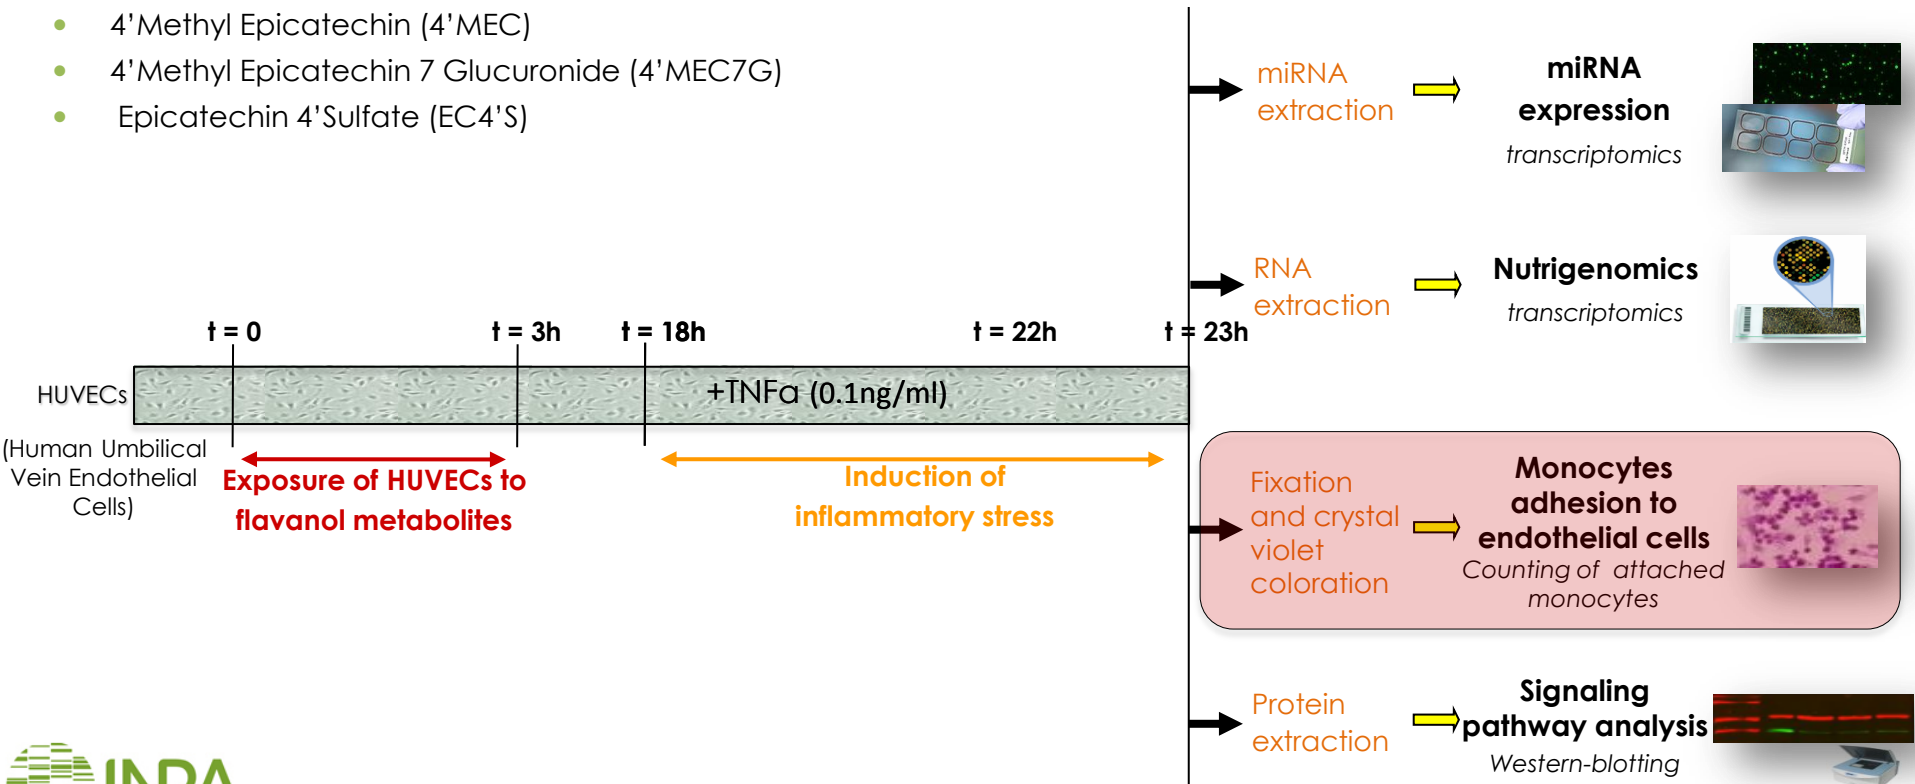 4’Methyl Epicatechin (4’MEC)
4’Methyl Epicatechin 7 Glucuronide (4’MEC7G)
Epicatechin 4’Sulfate (EC4’S)
miRNA
extraction
miRNA
expression
transcriptomics
RNA
extraction
Nutrigenomics
transcriptomics
t = 0
t = 3h
t = 18h
t = 22h
t = 23h
HUVECs
+TNFα (0.1ng/ml)
(Human Umbilical
Vein Endothelial
Cells)
Exposure of HUVECs to
flavanol metabolites
Induction of
inflammatory stress
Fixation
and crystal
violet
coloration
Monocytes
adhesion to
endothelial cells
Counting of attached
monocytes
Protein
extraction
Signaling
pathway analysis
Western-blotting
INRA